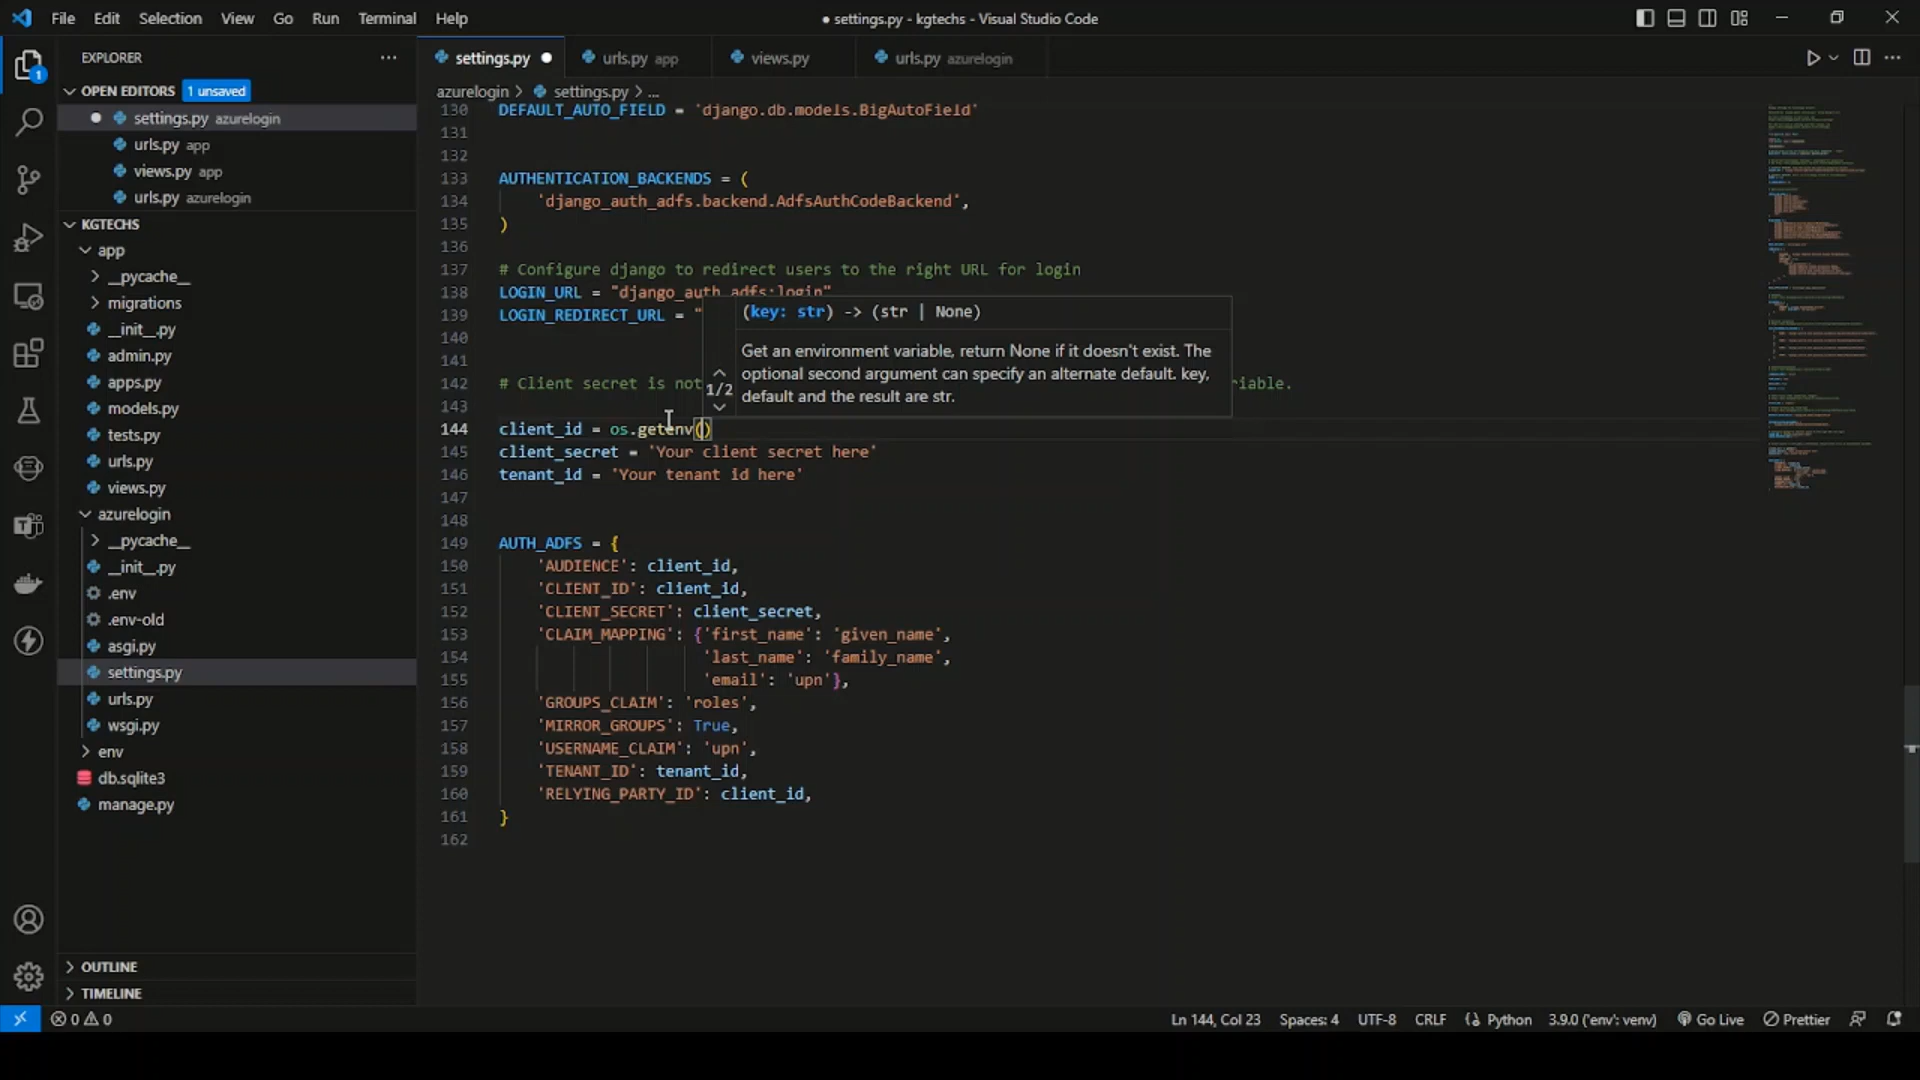 File Edit Selection View Go Run Terminal Help
● settings.py - kgtechs - Visual Studio Code
EXPLORER
OPEN EDITORS 1 unsaved
settings.py azurelogin
urls.py app
views.py app
urls.py azurelogin
KGTECHS
app
__pycache__
migrations
__init__.py
admin.py
apps.py
models.py
tests.py
urls.py
views.py
azurelogin
__pycache__
__init__.py
.env
.env-old
asgi.py
settings.py
urls.py
wsgi.py
env
db.sqlite3
manage.py
OUTLINE
TIMELINE
settings.py
urls.py app
views.py
urls.py azurelogin
azurelogin > settings.py > ...
130 DEFAULT_AUTO_FIELD = 'django.db.models.BigAutoField'
131
132
133 AUTHENTICATION_BACKENDS = (
134 'django_auth_adfs.backend.AdfsAuthCodeBackend',
135 )
136
137 # Configure django to redirect users to the right URL for login
138 LOGIN_URL = "django_auth_adfs:login"
139 LOGIN_REDIRECT_URL = "
140
141
142 # Client secret is not riable.
143
144 client_id = os.getenv()
145 client_secret = 'Your client secret here'
146 tenant_id = 'Your tenant id here'
147
148
149 AUTH_ADFS = {
150 'AUDIENCE': client_id,
151 'CLIENT_ID': client_id,
152 'CLIENT_SECRET': client_secret,
153 'CLAIM_MAPPING': {'first_name': 'given_name',
154 'last_name': 'family_name',
155 'email': 'upn'},
156 'GROUPS_CLAIM': 'roles',
157 'MIRROR_GROUPS': True,
158 'USERNAME_CLAIM': 'upn',
159 'TENANT_ID': tenant_id,
160 'RELYING_PARTY_ID': client_id,
161 }
162
(key: str) -> (str | None)
1/2
Get an environment variable, return None if it doesn't exist. The
optional second argument can specify an alternate default. key,
default and the result are str.
1
0 0
Ln 144, Col 23 Spaces: 4 UTF-8 CRLF Python 3.9.0 ('env': venv) Go Live Prettier